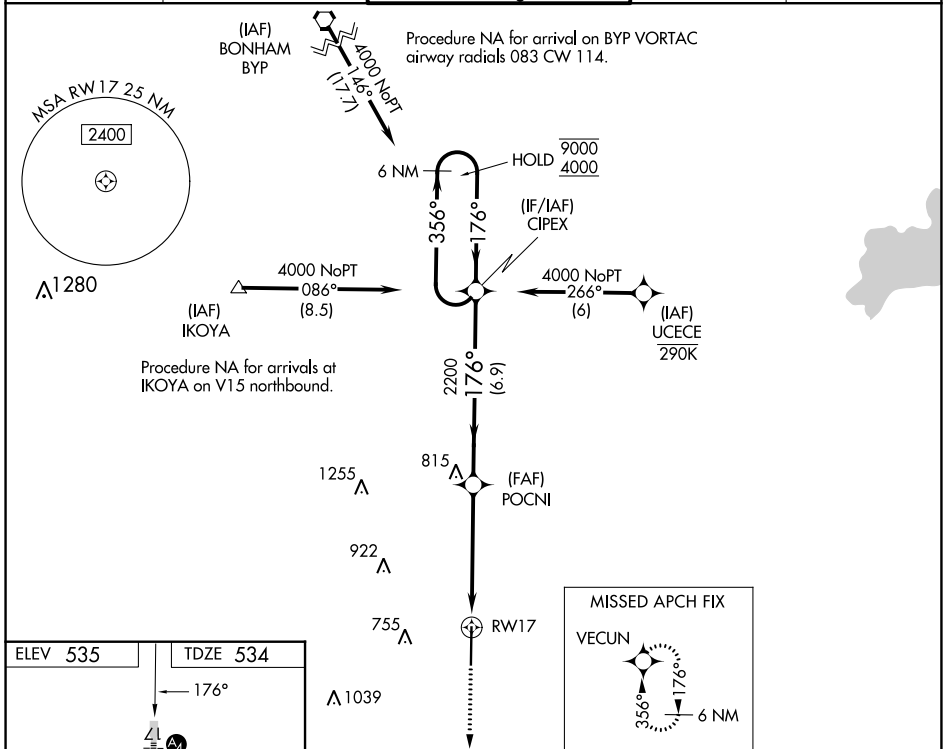 (IAF)
BONHAM
BYP
4000 NoPT
146°
(17.7)
Procedure NA for arrival on BYP VORTAC
airway radials 083 CW 114.
MSA RW17 25 NM
2400
6 NM
HOLD
9000
4000
356°
176°
(IF/IAF)
CIPEX
1280
4000 NoPT
086°
(8.5)
(IAF)
IKOYA
4000 NoPT
266°
(6)
(IAF)
UCECE
290K
Procedure NA for arrivals at
IKOYA on V15 northbound.
2200
176°
(6.9)
1255
815
(FAF)
POCNI
922
755
RW17
MISSED APCH FIX
VECUN
356°
176°
6 NM
ELEV 535
TDZE 534
176°
1039
17
A4